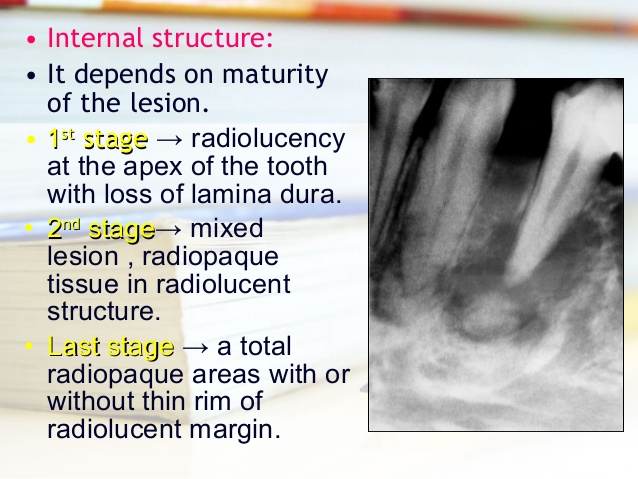 • Internal structure:
• It depends on maturity
of the lesion.
• 1st stage → radiolucency
at the apex of the tooth
with loss of lamina dura.
• 2nd stage→ mixed
lesion , radiopaque
tissue in radiolucent
structure.
• Last stage → a total
radiopaque areas with or
without thin rim of
radiolucent margin.